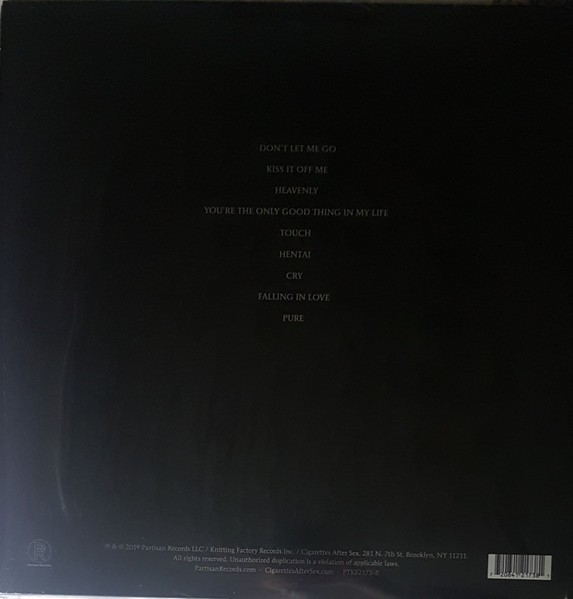 DON'T LET ME GO
KISS IT OFF ME
HEAVENLY
YOU'RE THE ONLY GOOD THING IN MY LIFE
TOUCH
HENTAI
CRY
FALLING IN LOVE
PURE
℗ & © 2019 Partisan Records LLC / Knitting Factory Records Inc. / Cigarettes After Sex, 281 N. 7th St. Brooklyn, NY 11211.
All rights reserved. Unauthorized duplication is a violation of applicable laws.
PartisanRecords.com - CigarettesAfterSex.com -